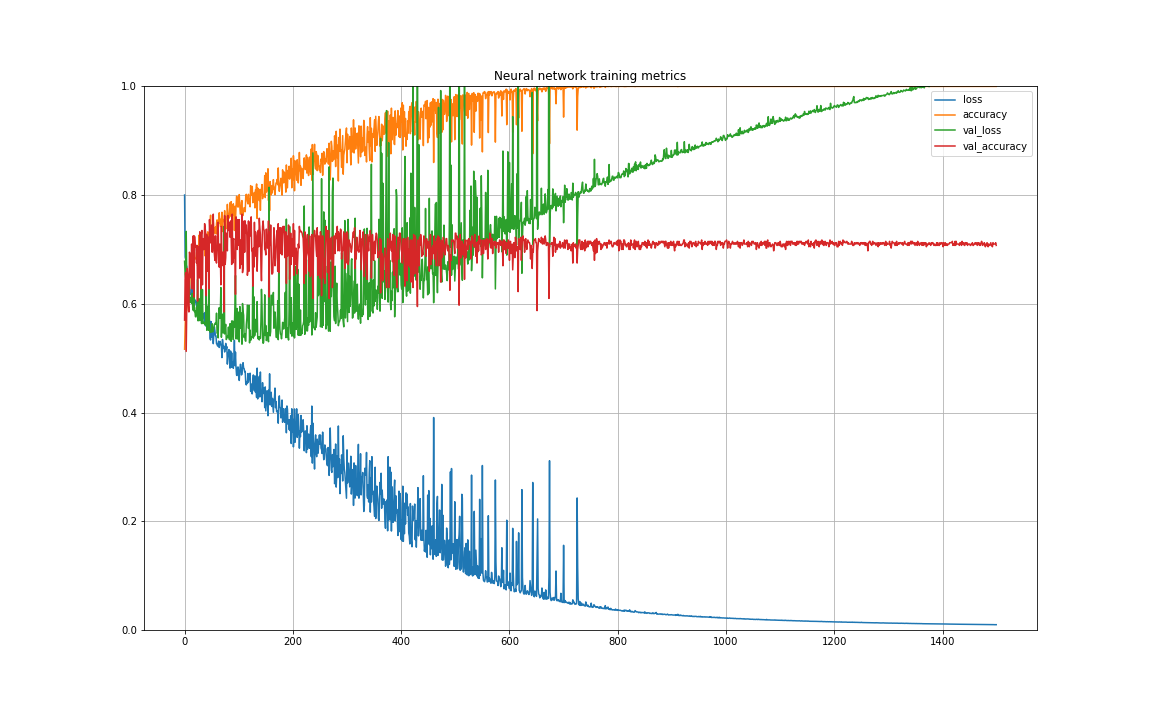 Neural network training metrics
1.0
0.8
0.6
0.4
0.2
0.0
loss
accuracy
val_loss
val_accuracy
0 200 400 600 800 1000 1200 1400